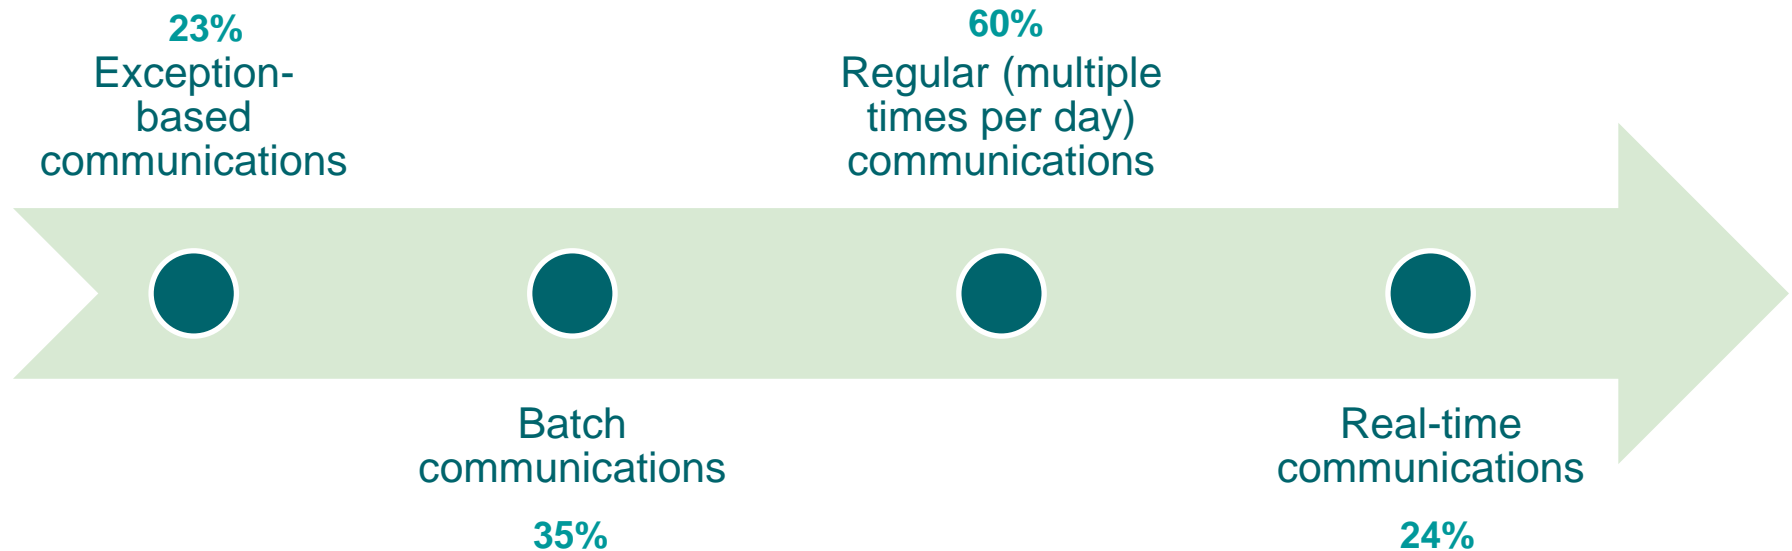 23%
Exception-
based
communications
60%
Regular (multiple
times per day)
communications
Batch
communications
35%
Real-time
communications
24%